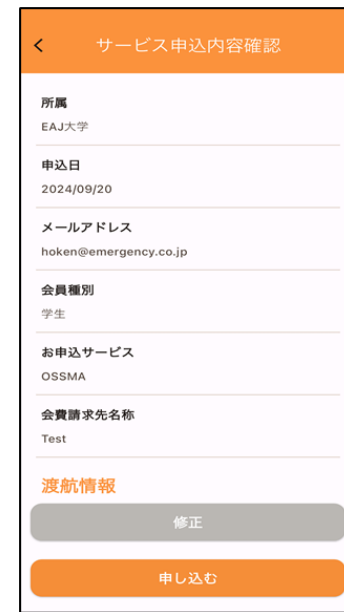 サービス申込内容確認
所属
EAJ大学
申込日
2024/09/20
メールアドレス
hoken@emergency.co.jp
会員種別
学生
お申込サービス
OSSMA
会費請求先名称
Test
渡航情報
修正
申し込む